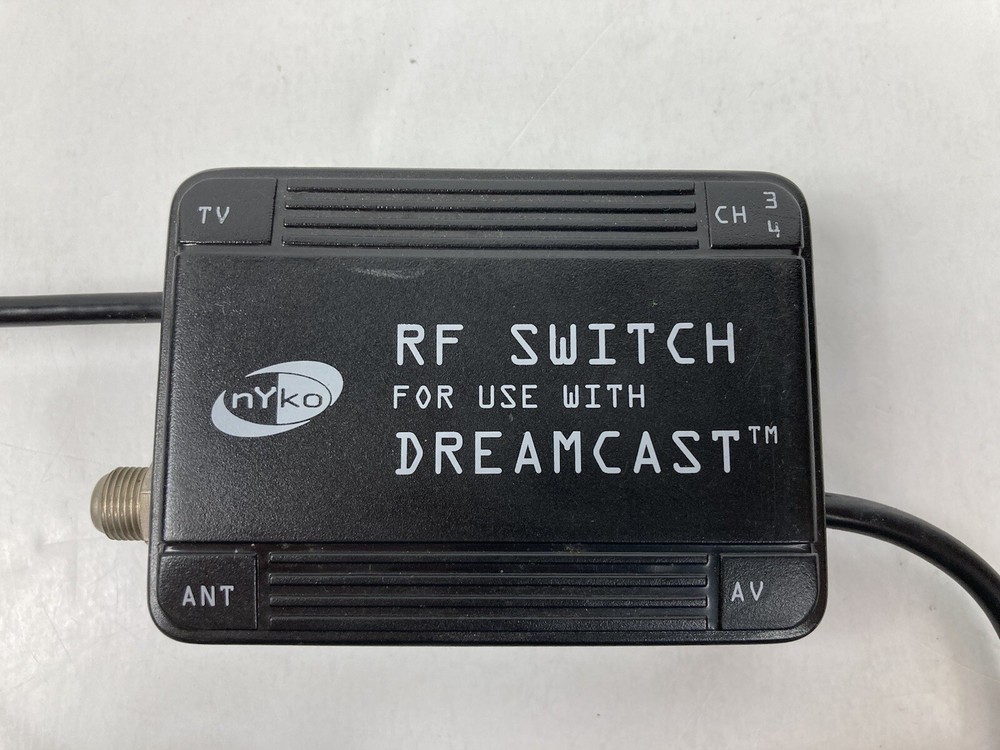 TV
CH 3
4
nYko
RF SWITCH
FOR USE WITH
DREAMCAST™
ANT
AV